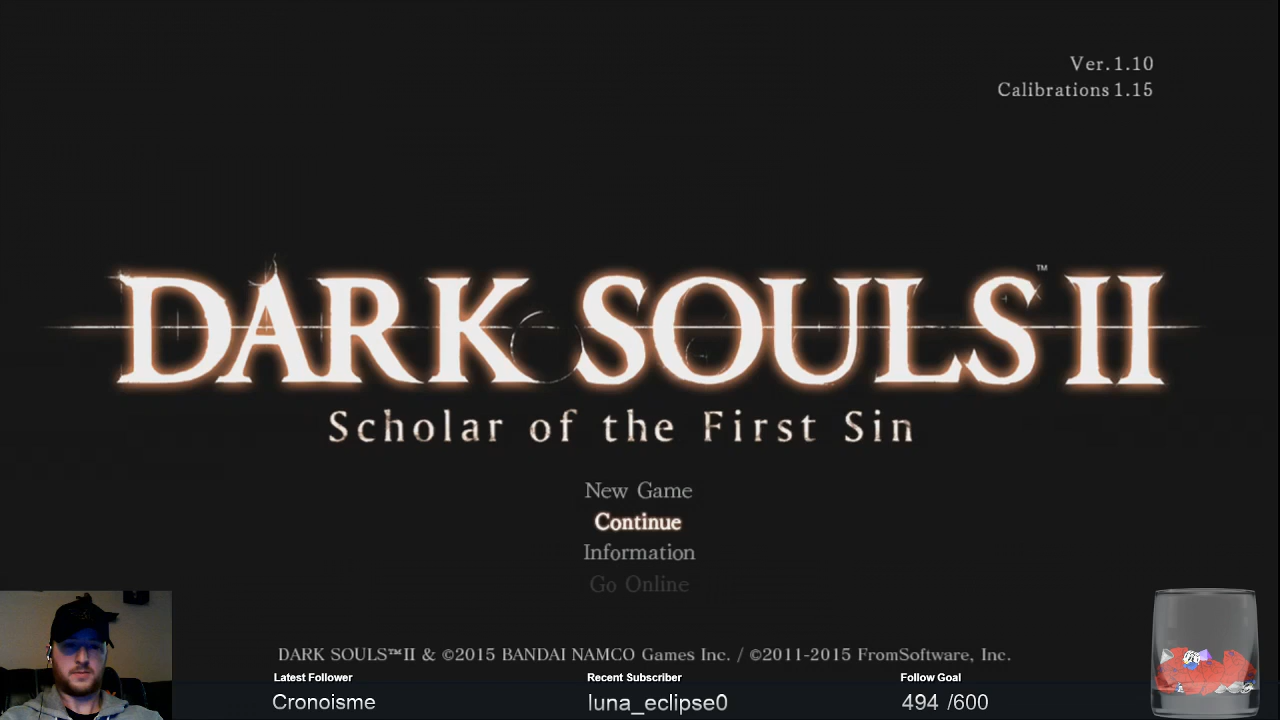 Ver. 1.10
Calibrations 1.15
DARK SOULS™ II
Scholar of the First Sin
New Game
Continue
Information
Go Online
DARK SOULS™II & ©2015 BANDAI NAMCO Games Inc. / ©2011-2015 FromSoftware, Inc.
Latest Follower
Cronoisme
Recent Subscriber
luna_eclipse0
Follow Goal
494 /600